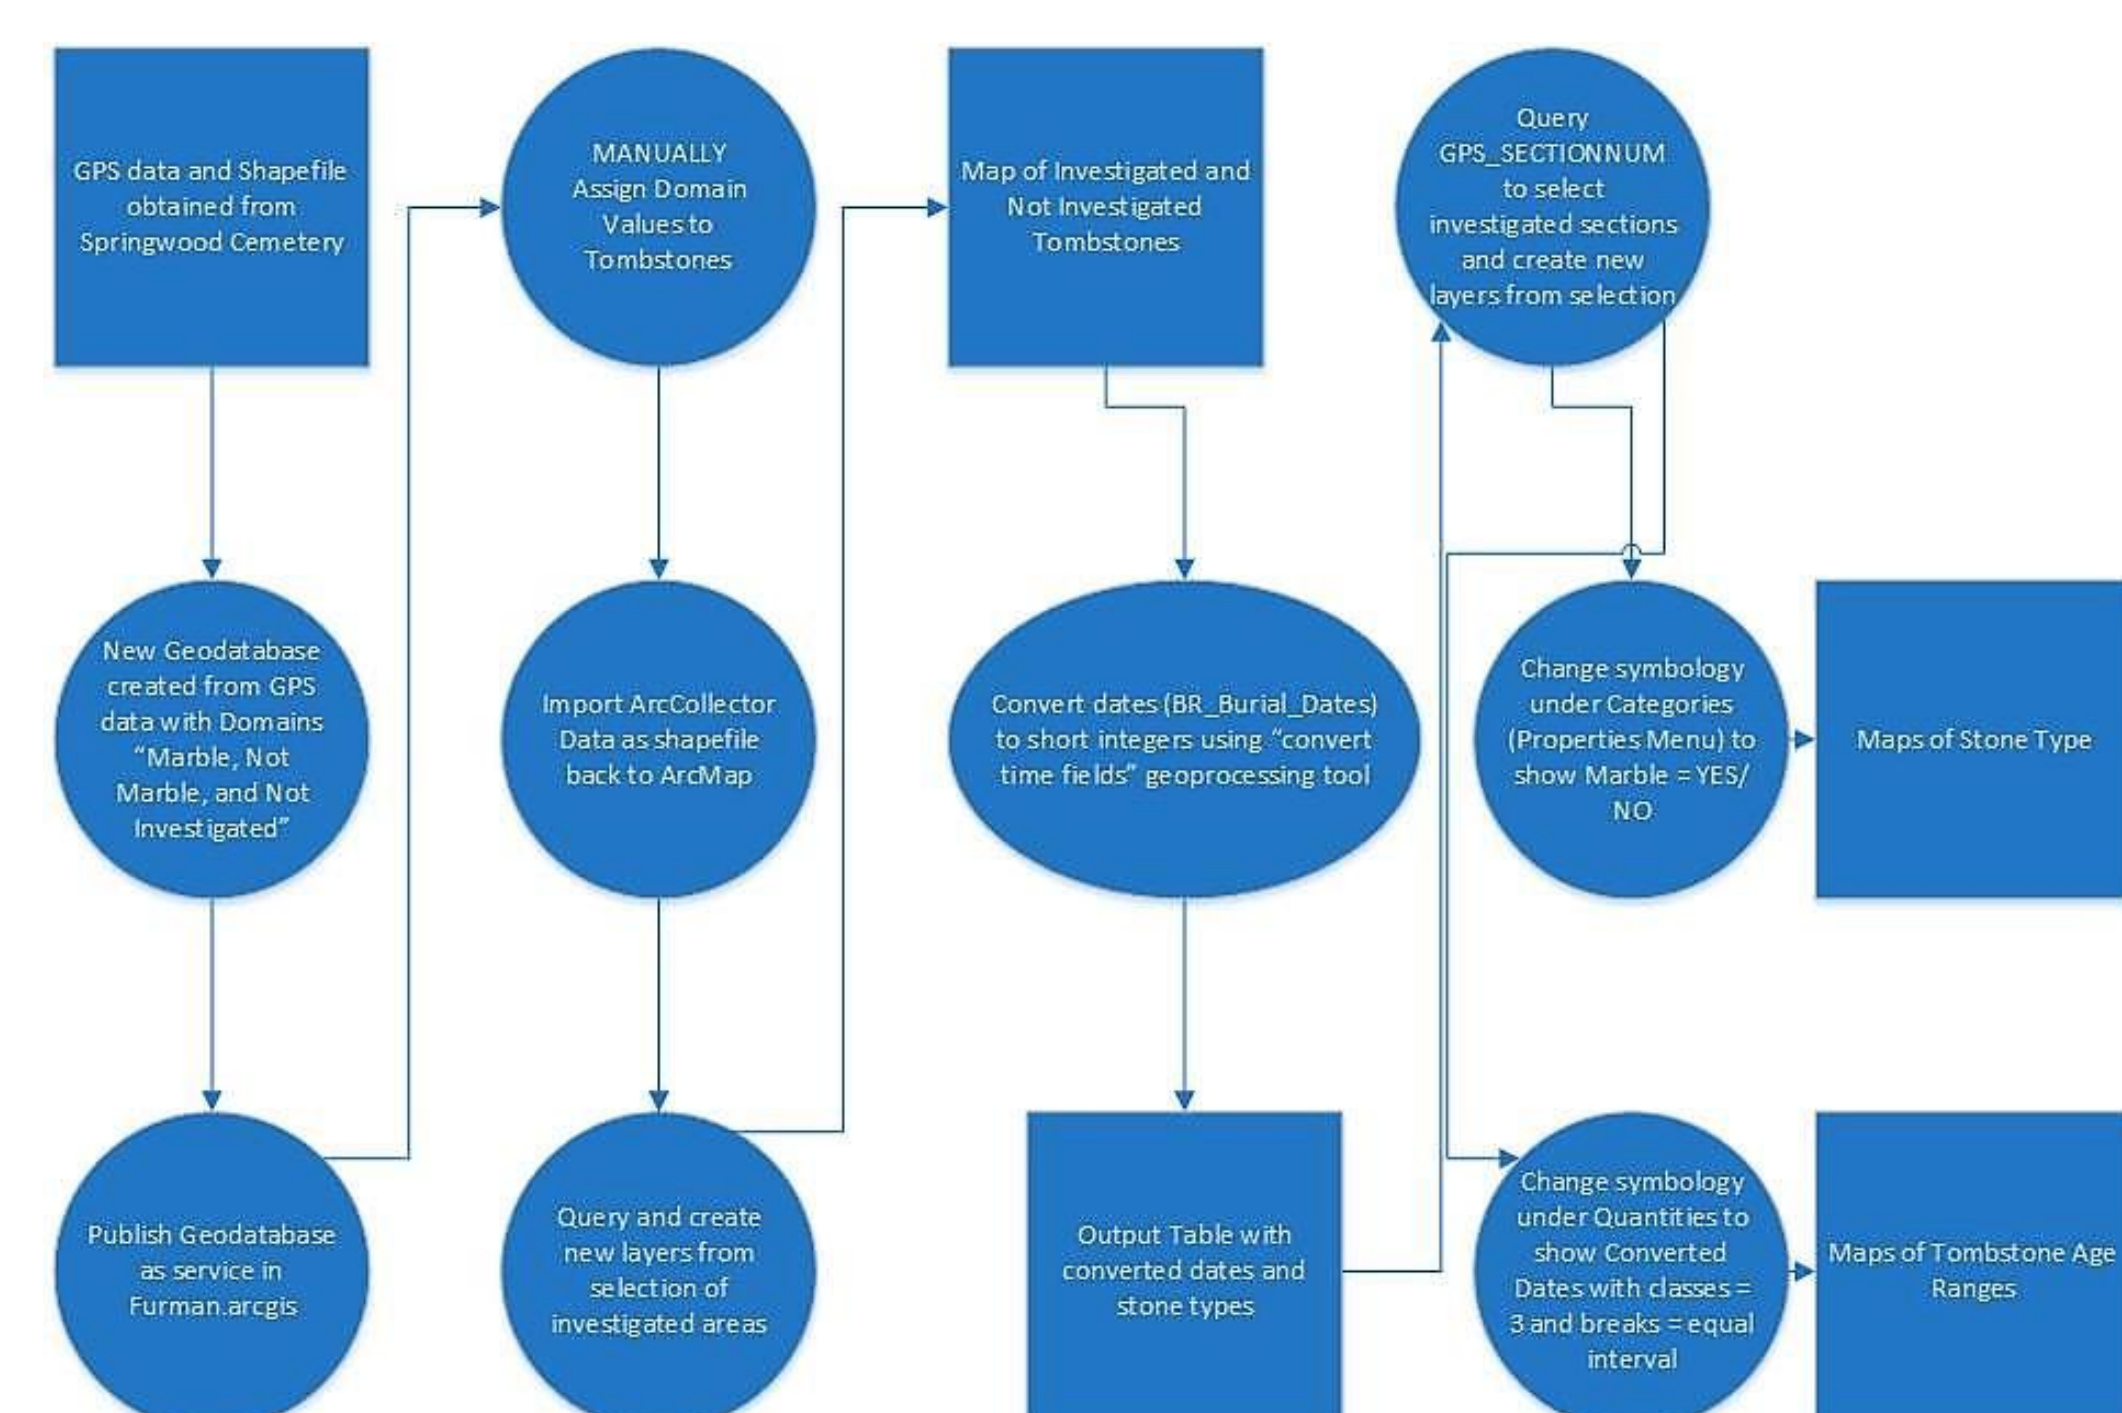 GPS data and Shapefile
obtained from
Springwood Cemetery
New Geodatabase
created from GPS
data with Domains
“Marble, Not
Marble, and Not
Investigated”
Publish Geodatabase
as service in
Furman.arcgis
MANUALLY
Assign Domain
Values to
Tombstones
Import ArcCollector
Data as shapefile
back to ArcMap
Query and create
new layers from
selection of
investigated areas
Map of Investigated and
Not Investigated
Tombstones
Convert dates (BR_Burial_Dates)
to short integers using “convert
time fields” geoprocessing tool
Output Table with
converted dates and
stone types
Query
GPS_SECTIONNUM
to select
investigated sections
and create new
layers from selection
Change symbology
under Categories
(Properties Menu) to
show Marble = YES/
NO
Maps of Stone Type
Change symbology
under Quantities to
show Converted
Dates with classes =
3 and breaks = equal
interval
Maps of Tombstone Age
Ranges